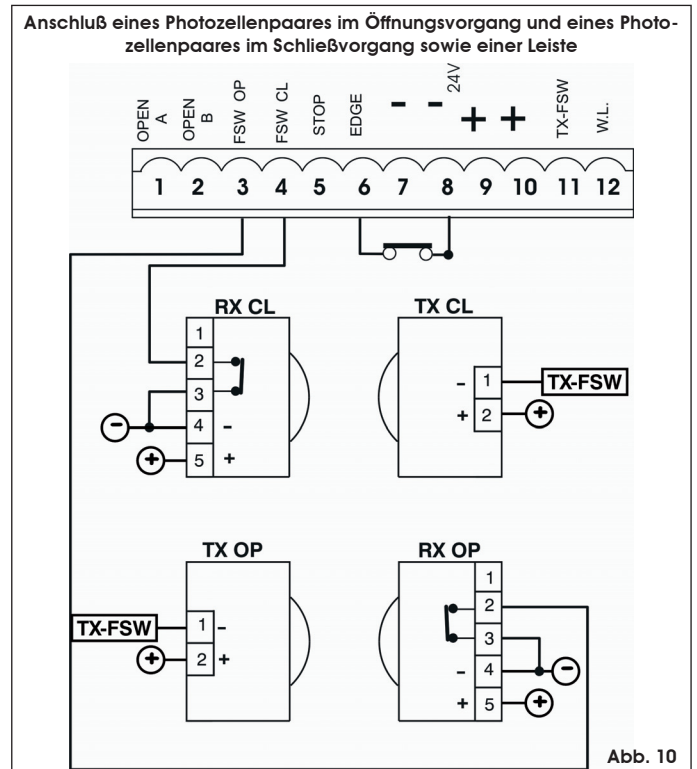 Anschluß eines Photozellenpaares im Öffnungsvorgang und eines Photo-
zellenpaares im Schließvorgang sowie einer Leiste
OPEN A
OPEN B
FSW OP
FSW CL
STOP
EDGE
-
-
24V
+
+
TX-FSW
W.L.
1 2 3 4 5 6 7 8 9 10 11 12
RX CL
1
2
3
- 4 -
+ 5 +
TX CL
- 1 TX-FSW
+ 2 +
TX OP
TX-FSW 1 -
+ 2 +
RX OP
1
2
3
- 4 -
+ 5 +
Abb. 10